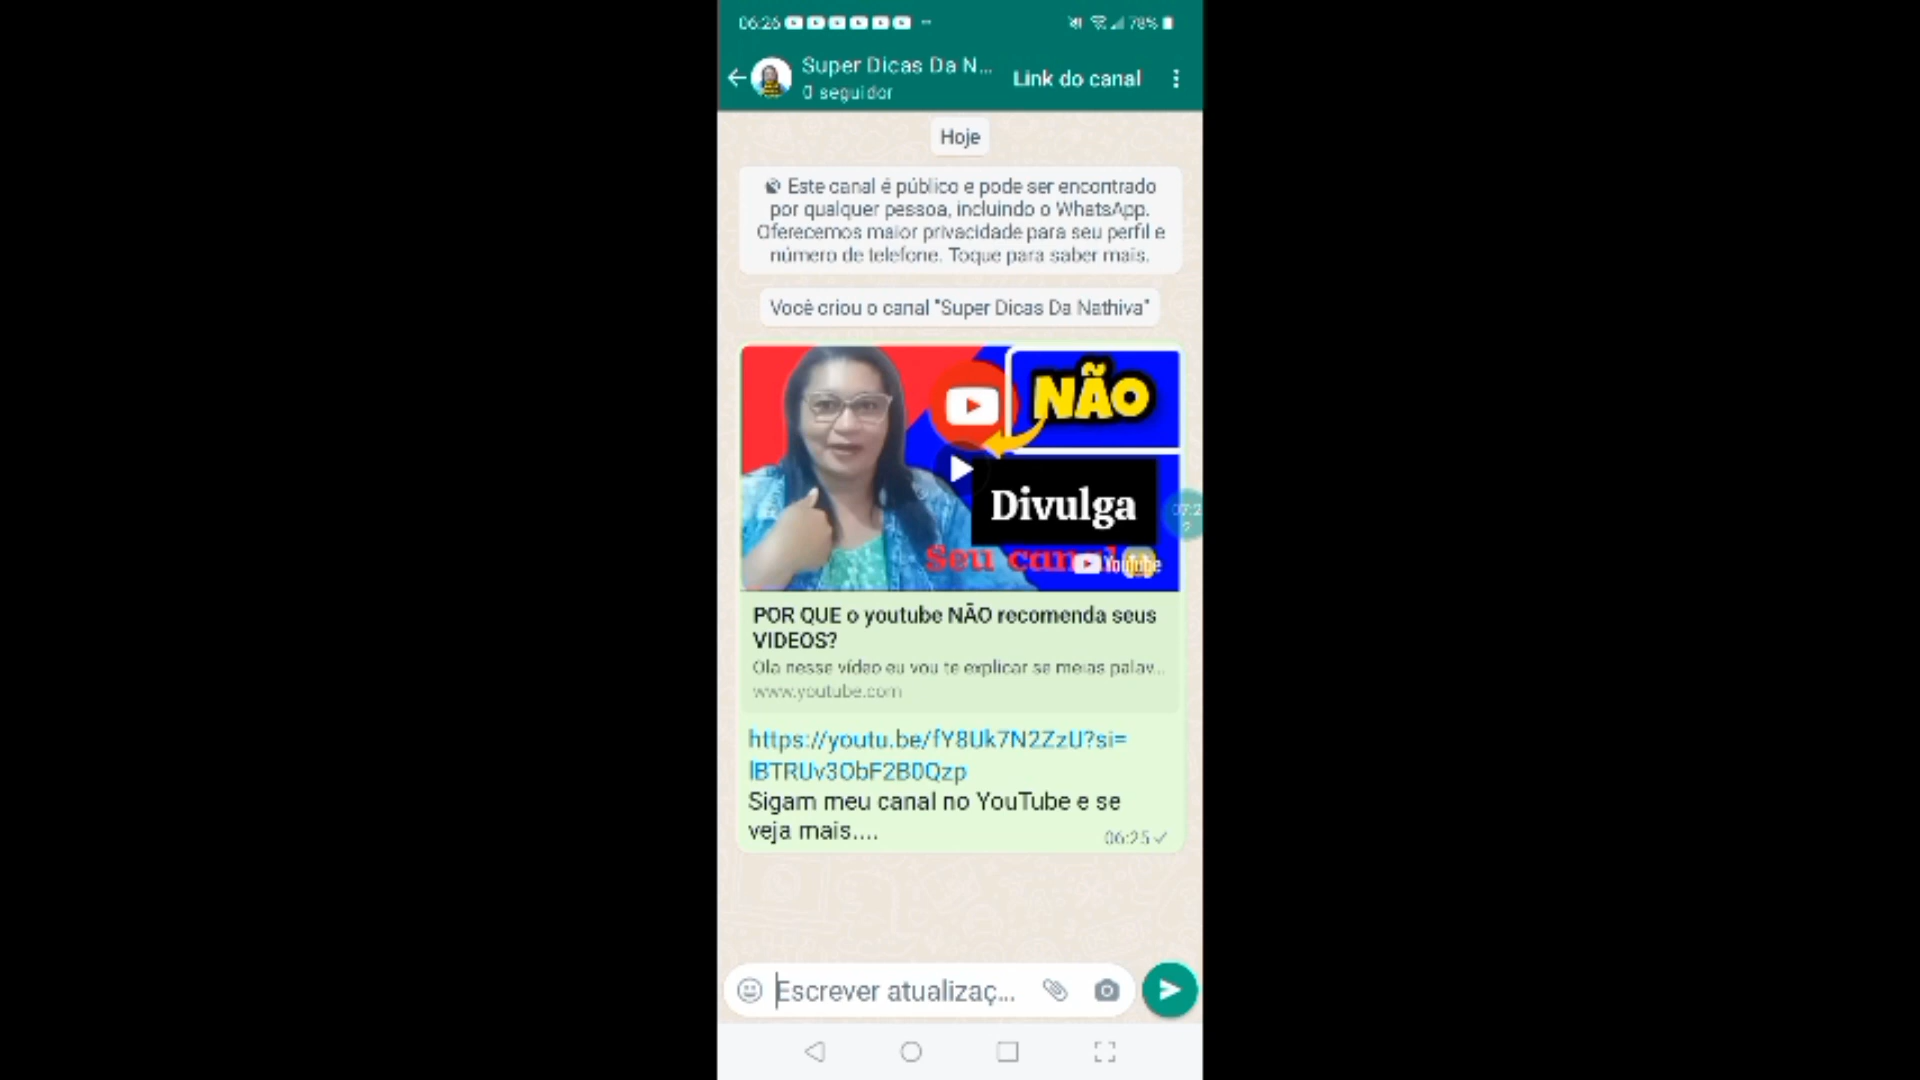 06:26
78%
Super Dicas Da N...
0 seguidor
Link do canal
Hoje
Este canal é público e pode ser encontrado
por qualquer pessoa, incluindo o WhatsApp.
Oferecemos maior privacidade para seu perfil e
número de telefone. Toque para saber mais.
Você criou o canal "Super Dicas Da Nathiva"
NÃO
Divulga
Seu canal
YouTube
POR QUE o youtube NÃO recomenda seus
VIDEOS?
Ola nesse vídeo eu vou te explicar se meias palav...
www.youtube.com
https://youtu.be/fY8Uk7N2ZzU?si=
lBTRUv3ObF2B0Qzp
Sigam meu canal no YouTube e se
veja mais....
06:25
Escrever atualizaç...